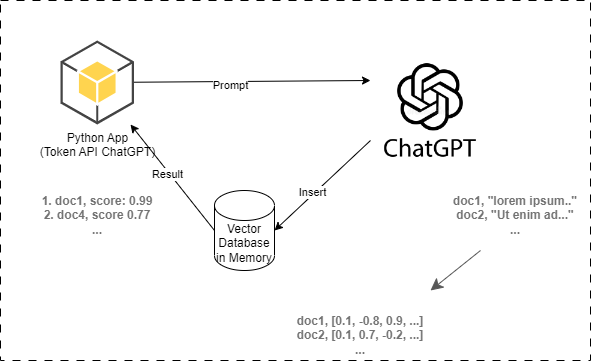 Prompt
ChatGPT
Python App
(Token API ChatGPT)
Result
Insert
1. doc1, score: 0.99
2. doc4, score 0.77
...
Vector
Database
in Memory
doc1, "lorem ipsum.."
doc2, "Ut enim ad..."
...
doc1, [0.1, -0.8, 0.9, ...]
doc2, [0.1, 0.7, -0.2, ...]
...